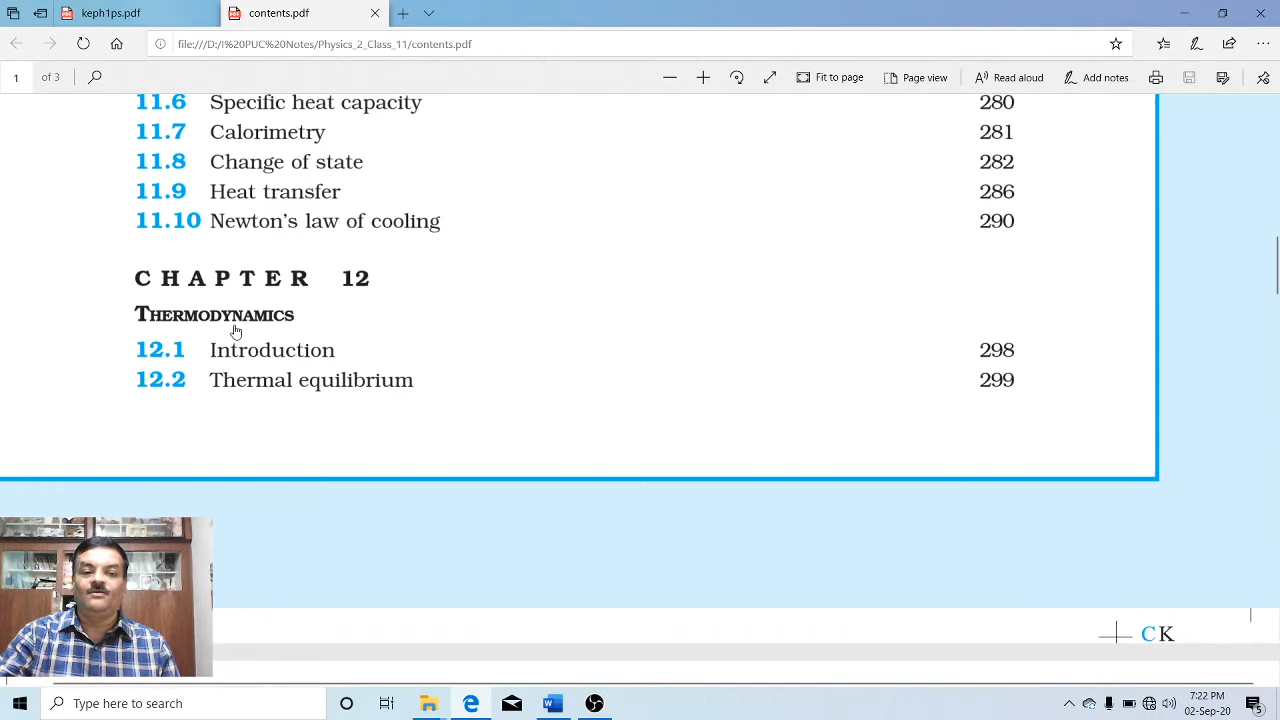 keph1an.pdf
contents.pdf
file:///D:/I%20PUC%20Notes/Physics_2_Class_11/contents.pdf
1 of 3 Fit to page Page view Read aloud Add notes
11.6 Specific heat capacity 280
11.7 Calorimetry 281
11.8 Change of state 282
11.9 Heat transfer 286
11.10 Newton's law of cooling 290
CHAPTER 12
THERMODYNAMICS
12.1 Introduction 298
12.2 Thermal equilibrium 299
CK
Type here to search
7:22 PM
02-Sep-20
5